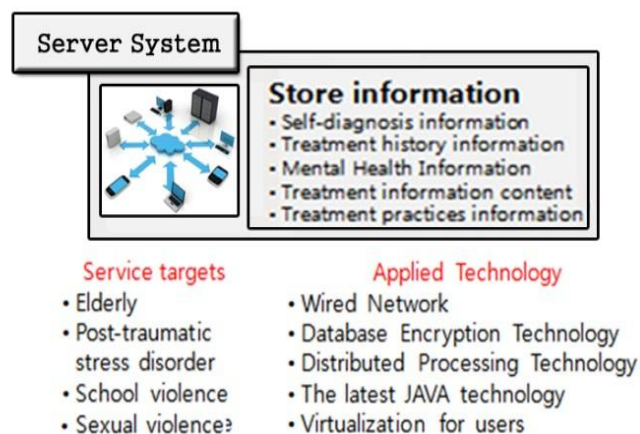 Server System
Store information
• Self-diagnosis information
• Treatment history information
• Mental Health Information
• Treatment information content
• Treatment practices information
Service targets
• Elderly
• Post-traumatic
stress disorder
• School violence
• Sexual violence?
Applied Technology
• Wired Network
• Database Encryption Technology
• Distributed Processing Technology
• The latest JAVA technology
• Virtualization for users